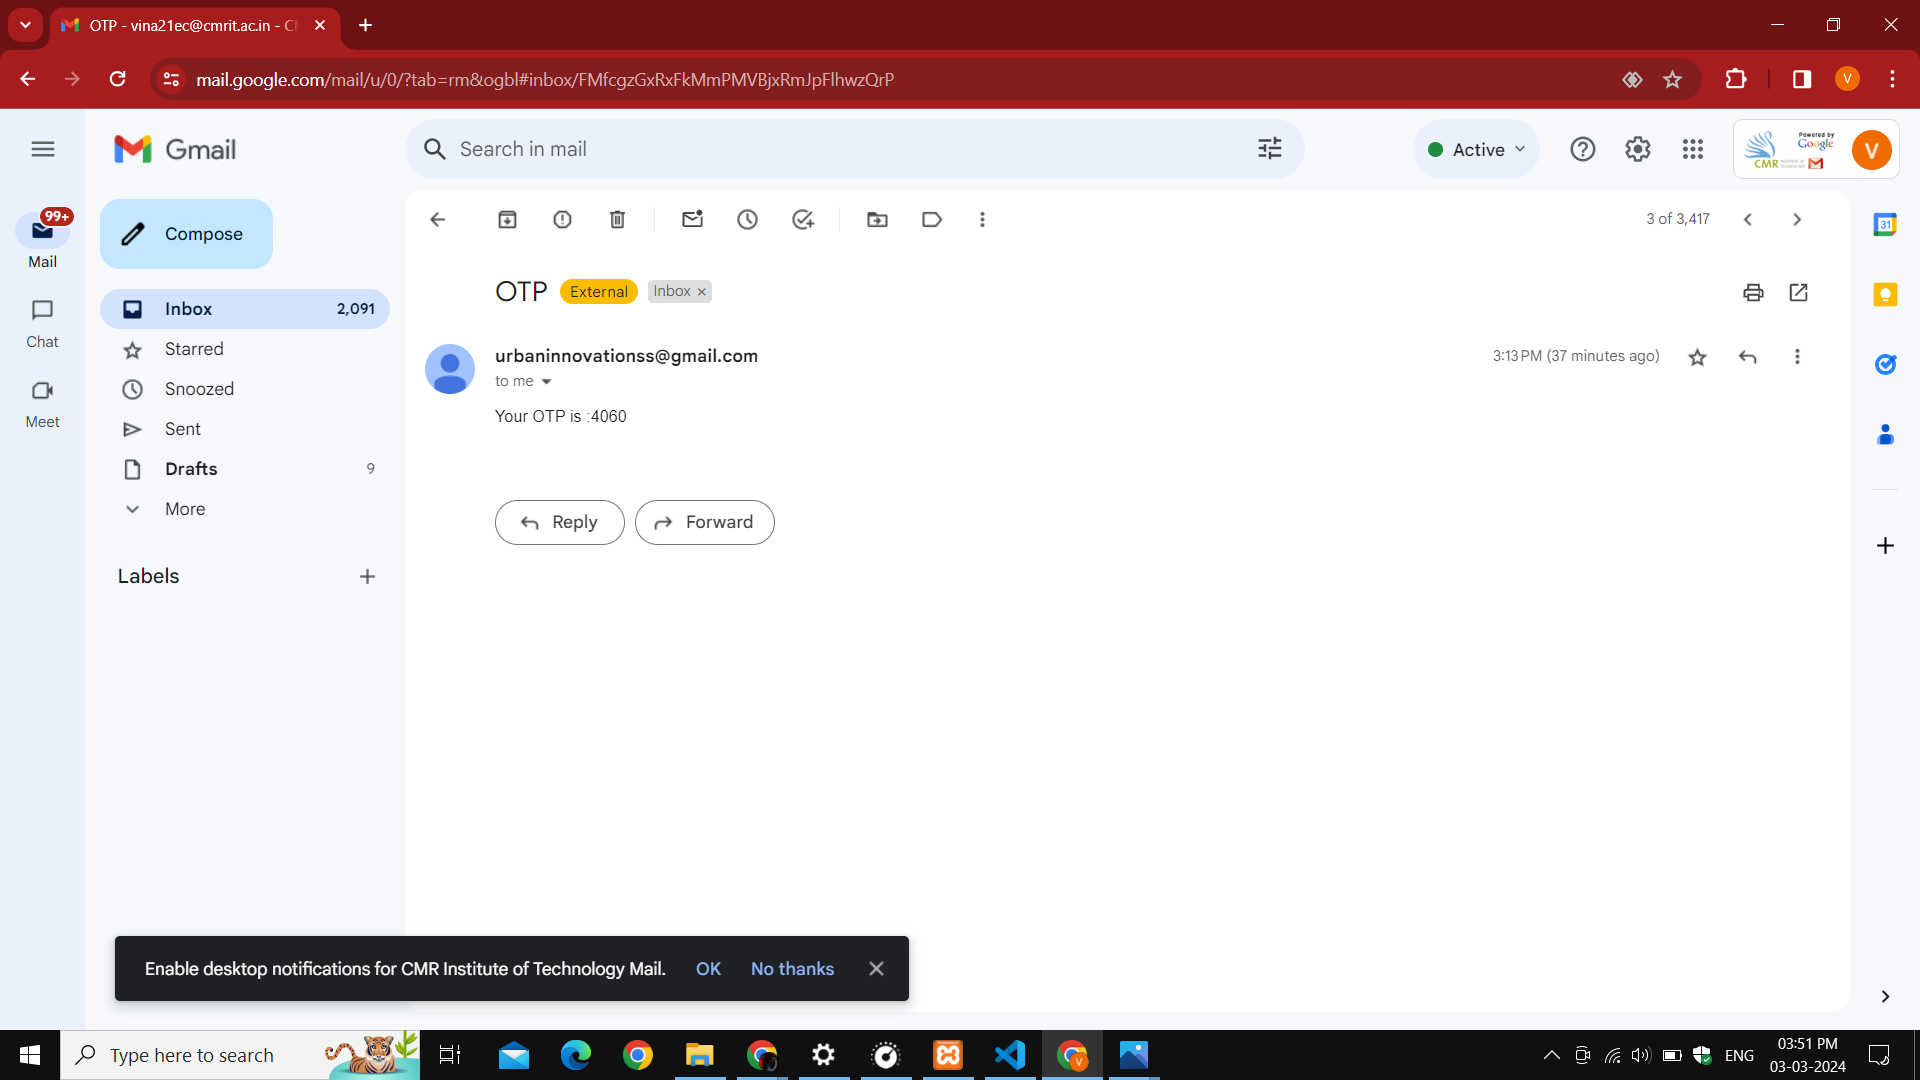 OTP - vina21ec@cmrit.ac.in - CM
mail.google.com/mail/u/0/?tab=rm&ogbl#inbox/FMfcgzGxRxFkMmPMVBjxRmJpFlhwzQrP
V
Gmail
Search in mail
Active
Powered by
Google
CMR
V
99+
Mail
Compose
3 of 3,417
31
Chat
Inbox 2,091
OTP External Inbox ×
Starred
urbaninnovationss@gmail.com
3:13 PM (37 minutes ago)
to me
Snoozed
Meet
Your OTP is :4060
Sent
Drafts 9
More
Reply Forward
Labels
Enable desktop notifications for CMR Institute of Technology Mail. OK No thanks
Type here to search
V
ENG
03:51 PM
03-03-2024